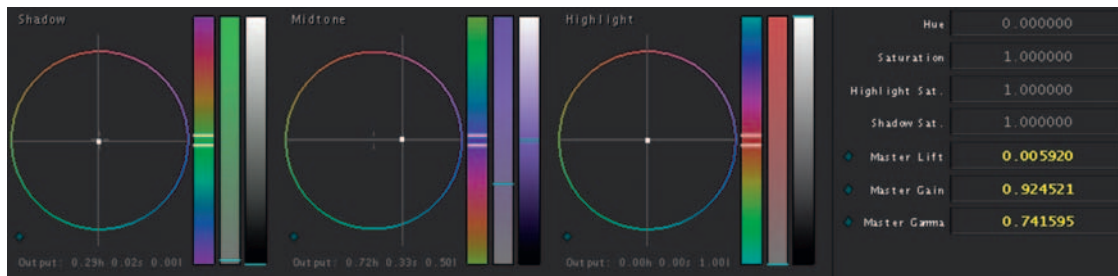 Shadow
Midtone
Highlight
Output: 0.29h 0.02s 0.00l
Output: 0.72h 0.33s 0.50l
Output: 0.00h 0.00s 1.00l
Hue 0.000000
Saturation 1.000000
Highlight Sat. 1.000000
Shadow Sat. 1.000000
Master Lift 0.005920
Master Gain 0.924521
Master Gamma 0.741595